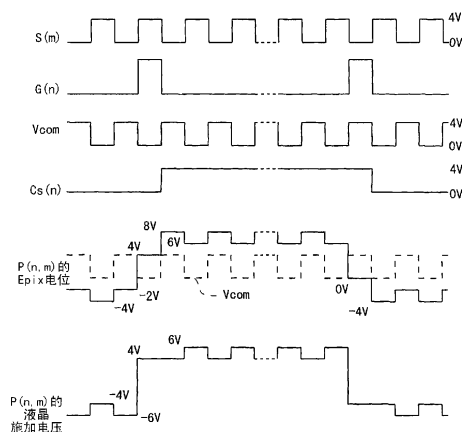 S(m)
4V
0V
G(n)
Vcom
4V
0V
Cs(n)
4V
0V
8V
4V
6V
P(n,m)的
Epix电位
-4V
-2V
Vcom
0V
-4V
6V
4V
-4V
-6V
P(n,m)的
液晶
施加电压